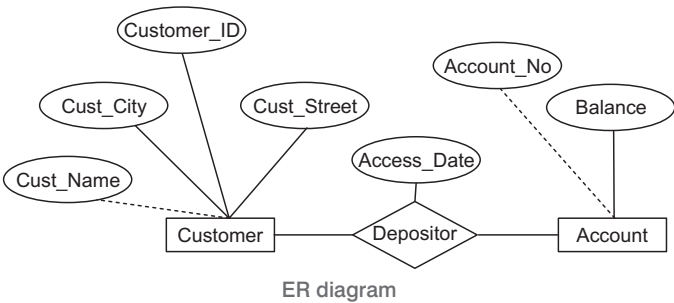 Customer_ID
Account_No
Cust_City
Cust_Street
Balance
Access_Date
Cust_Name
Customer
Depositor
Account
ER diagram